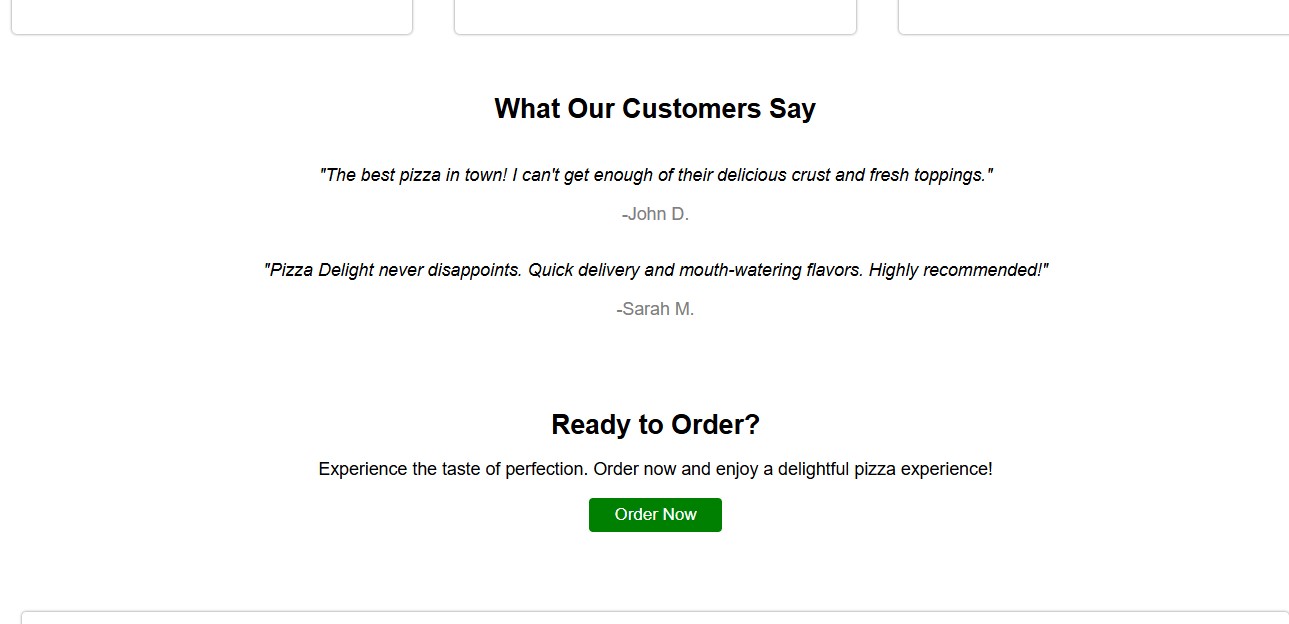 What Our Customers Say
"The best pizza in town! I can't get enough of their delicious crust and fresh toppings."
-John D.
"Pizza Delight never disappoints. Quick delivery and mouth-watering flavors. Highly recommended!"
-Sarah M.
Ready to Order?
Experience the taste of perfection. Order now and enjoy a delightful pizza experience!
Order Now